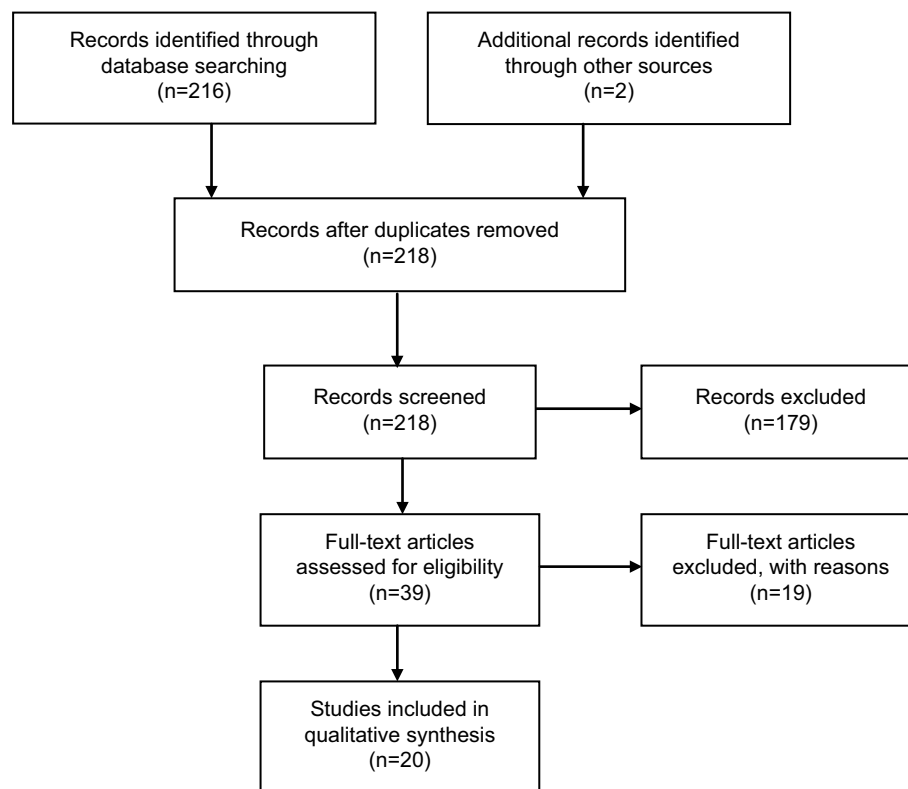 Records identified through
database searching
(n=216)
Additional records identified
through other sources
(n=2)
Records after duplicates removed
(n=218)
Records screened
(n=218)
Records excluded
(n=179)
Full-text articles
assessed for eligibility
(n=39)
Full-text articles
excluded, with reasons
(n=19)
Studies included in
qualitative synthesis
(n=20)